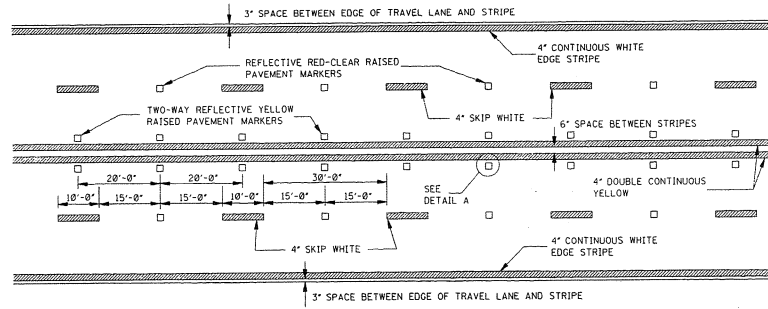 3" SPACE BETWEEN EDGE OF TRAVEL LANE AND STRIPE
4" CONTINUOUS WHITE
EDGE STRIPE
REFLECTIVE RED-CLEAR RAISED
PAVEMENT MARKERS
4" SKIP WHITE
TWO-WAY REFLECTIVE YELLOW
RAISED PAVEMENT MARKERS
6" SPACE BETWEEN STRIPES
20'-0" 20'-0" 30'-0"
10'-0" 15'-0" 15'-0" 10'-0" 15'-0" 15'-0"
SEE
DETAIL A
4" DOUBLE CONTINUOUS
YELLOW
4" SKIP WHITE
4" CONTINUOUS WHITE
EDGE STRIPE
3" SPACE BETWEEN EDGE OF TRAVEL LANE AND STRIPE